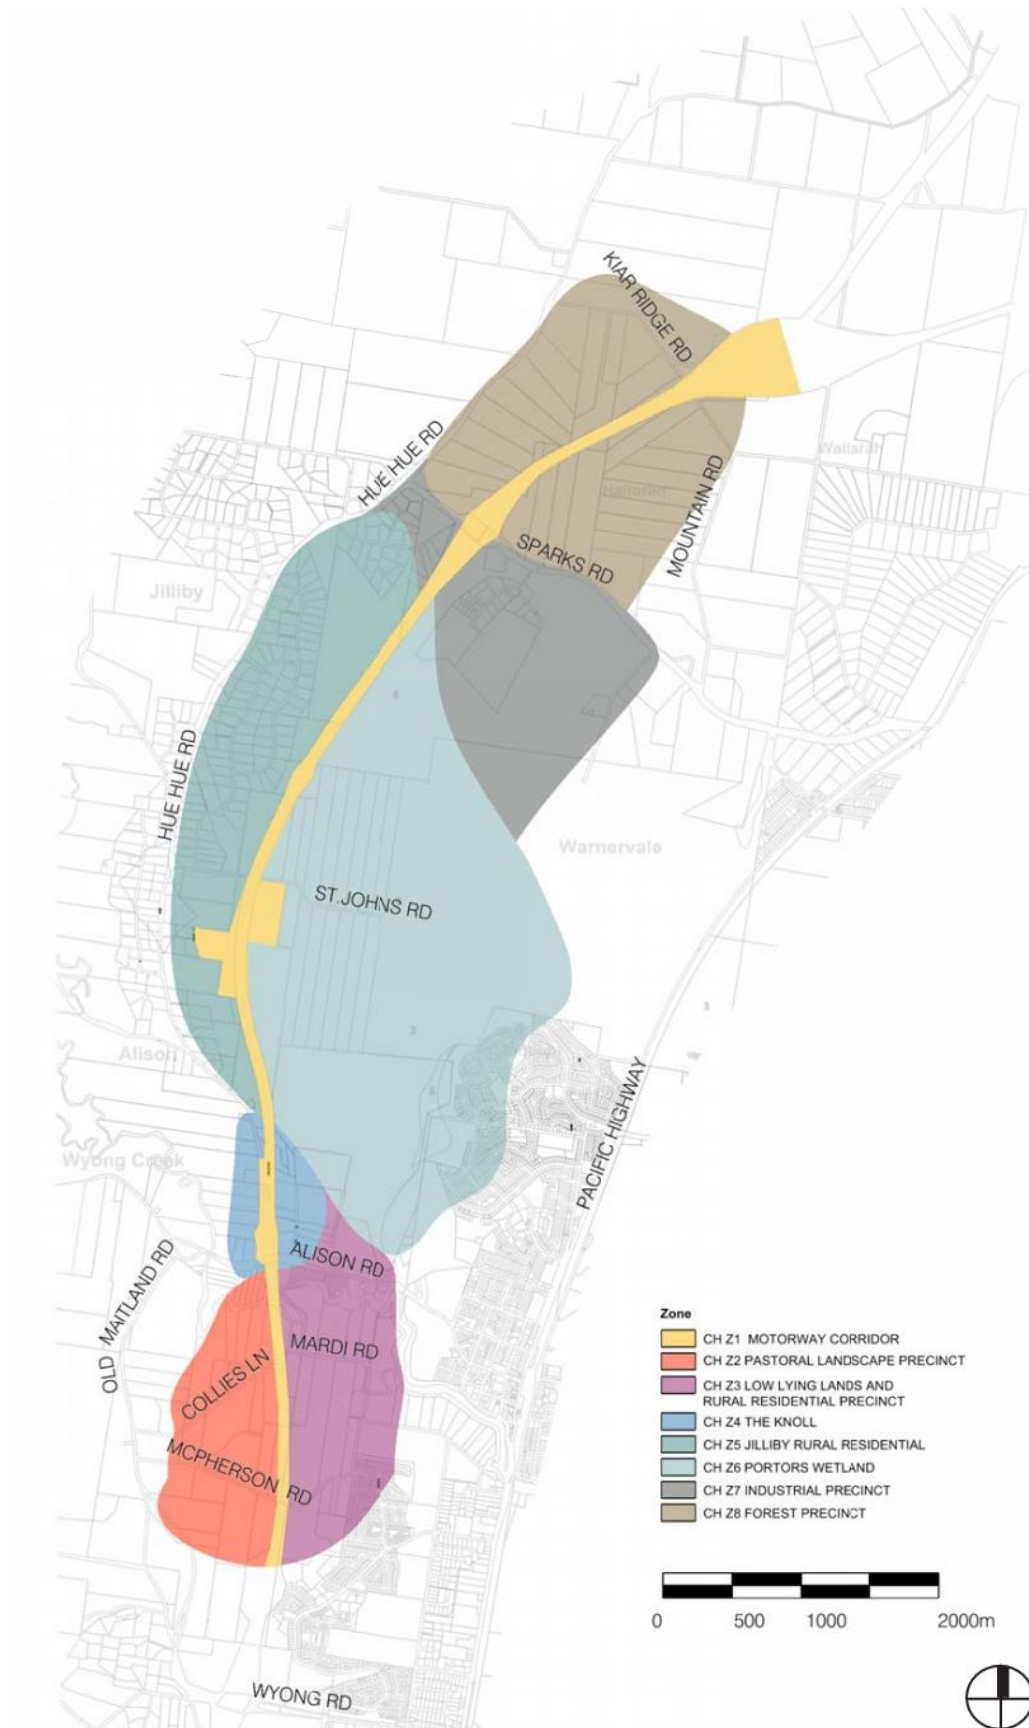 KIAR RIDGE RD
HUE HUE RD
Wallarah
Hallarah
MOUNTAIN RD
SPARKS RD
Jilliby
HUE HUE RD
Warnervale
ST.JOHNS RD
3
3
Alison
PACIFIC HIGHWAY
Wyong Creek
ALISON RD
OLD MAITLAND RD
MARDI RD
COLLIES LN
MCPHERSON RD
Zone
CH Z1 MOTORWAY CORRIDOR
CH Z2 PASTORAL LANDSCAPE PRECINCT
CH Z3 LOW LYING LANDS AND
RURAL RESIDENTIAL PRECINCT
CH Z4 THE KNOLL
CH Z5 JILLIBY RURAL RESIDENTIAL
CH Z6 PORTORS WETLAND
CH Z7 INDUSTRIAL PRECINCT
CH Z8 FOREST PRECINCT
0 500 1000 2000m
WYONG RD